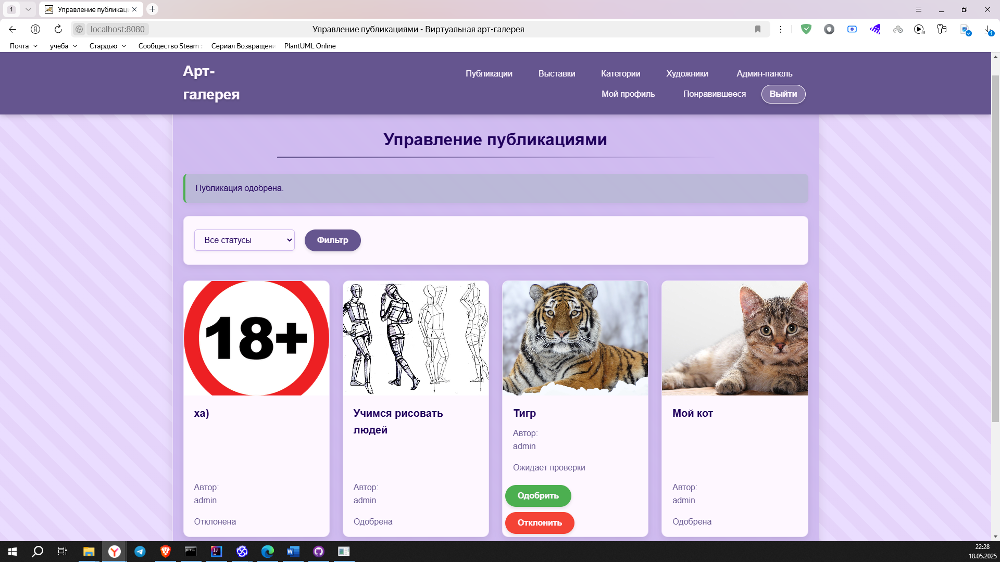 1
Управление публикаци
localhost:8080
Управление публикациями - Виртуальная арт-галерея
1
Почта
учеба
Стардью
Сообщество Steam
Сериал Возвращени
PlantUML Online
Арт-
галерея
Публикации
Выставки
Категории
Художники
Админ-панель
Мой профиль
Понравившееся
Выйти
Управление публикациями
Публикация одобрена.
Все статусы
Фильтр
18+
ха)
Автор:
admin
Отклонена
Учимся рисовать
людей
Автор:
admin
Одобрена
Тигр
Автор:
admin
Ожидает проверки
Одобрить
Отклонить
Мой кот
Автор:
admin
Одобрена
22:28
18.05.2025